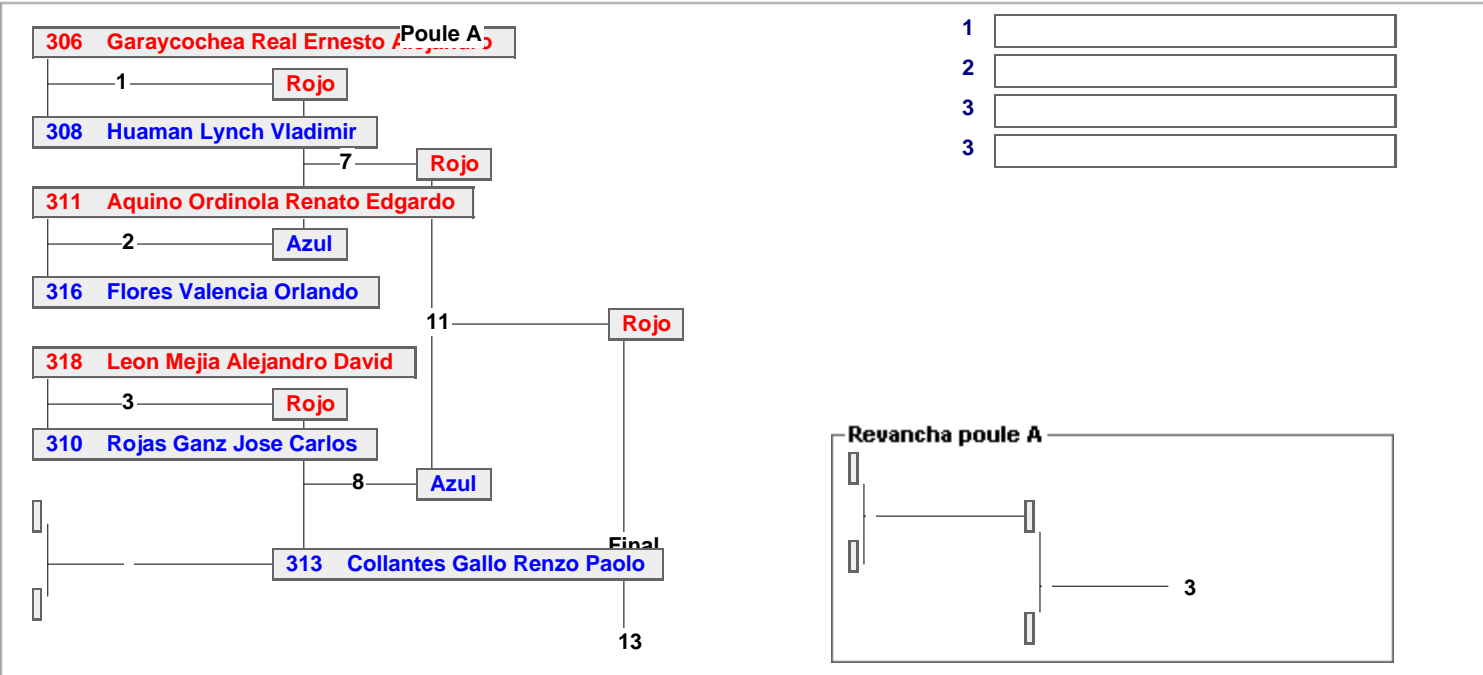 Poule A
306 Garaycochea Real Ernesto Alejandro
1 Rojo
308 Huaman Lynch Vladimir
7 Rojo
311 Aquino Ordinola Renato Edgardo
2 Azul
316 Flores Valencia Orlando
11 Rojo
318 Leon Mejia Alejandro David
3 Rojo
310 Rojas Ganz Jose Carlos
8 Azul
Final
313 Collantes Gallo Renzo Paolo
13
1
2
3
3
Revancha poule A
3